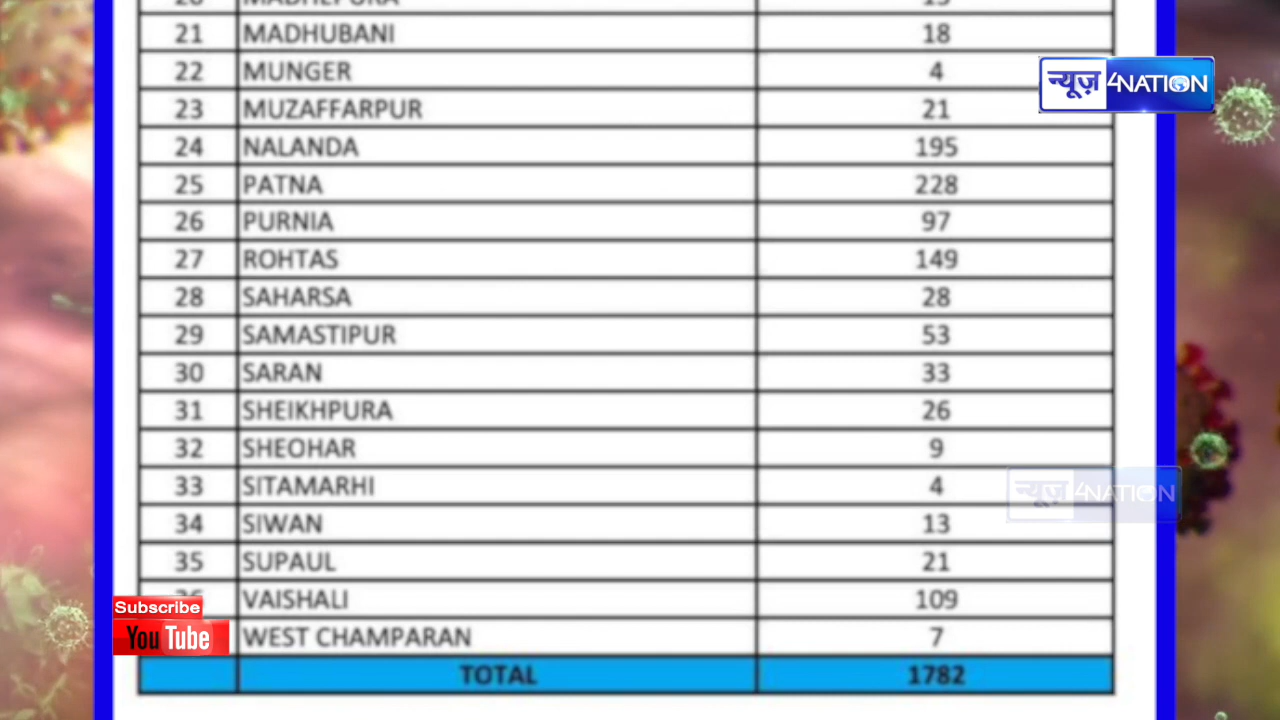 21 MADHUBANI 18
22 MUNGER 4
23 MUZAFFARPUR 21
24 NALANDA 195
25 PATNA 228
26 PURNIA 97
27 ROHTAS 149
28 SAHARSA 28
29 SAMASTIPUR 53
30 SARAN 33
31 SHEIKHPURA 26
32 SHEOHAR 9
33 SITAMARHI 4
34 SIWAN 13
35 SUPAUL 21
VAISHALI 109
WEST CHAMPARAN 7
TOTAL 1782
न्यूज़ 4NATION
न्यूज़ 4NATION
Subscribe
YouTube